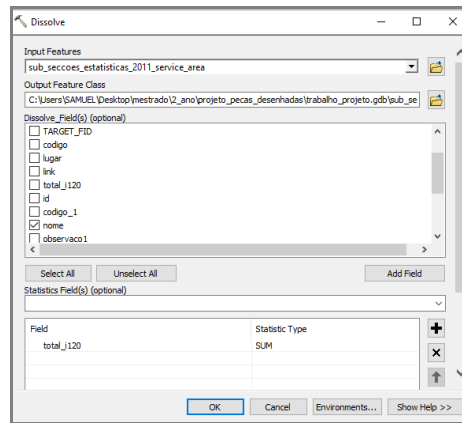 Dissolve
Input Features
sub_seccoes_estatisticas_2011_service_area
Output Feature Class
C:\Users\SAMUEL\Desktop\mestrado\2_ano\projeto_pecas_desenhadas\trabalho_projeto.gdb\sub_se
Dissolve_Field(s) (optional)
TARGET_FID
codigo
lugar
link
total_i120
id
codigo_1
nome
observaco1
Select All Unselect All Add Field
Statistics Field(s) (optional)
Field Statistic Type
total_i120 SUM
OK Cancel Environments... Show Help >>